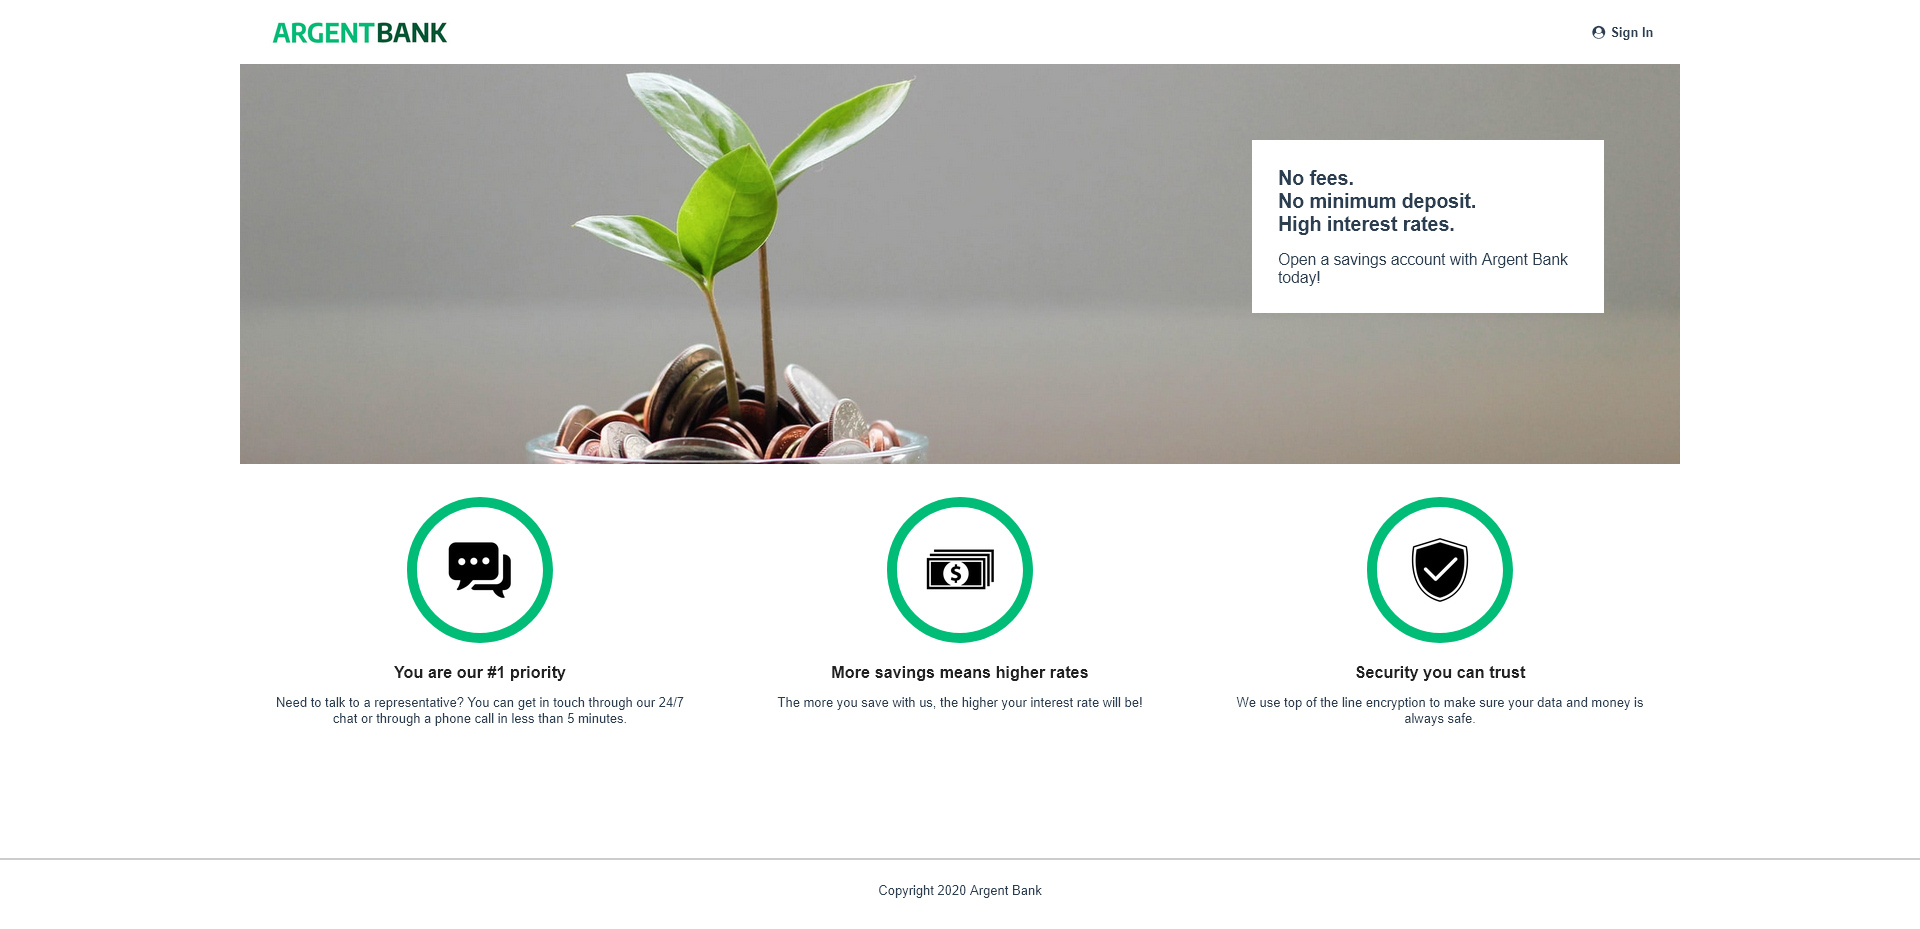 ARGENTBANK
Sign In
No fees.
No minimum deposit.
High interest rates.
Open a savings account with Argent Bank
today!
$
You are our #1 priority
Need to talk to a representative? You can get in touch through our 24/7
chat or through a phone call in less than 5 minutes.
More savings means higher rates
The more you save with us, the higher your interest rate will be!
Security you can trust
We use top of the line encryption to make sure your data and money is
always safe.
Copyright 2020 Argent Bank